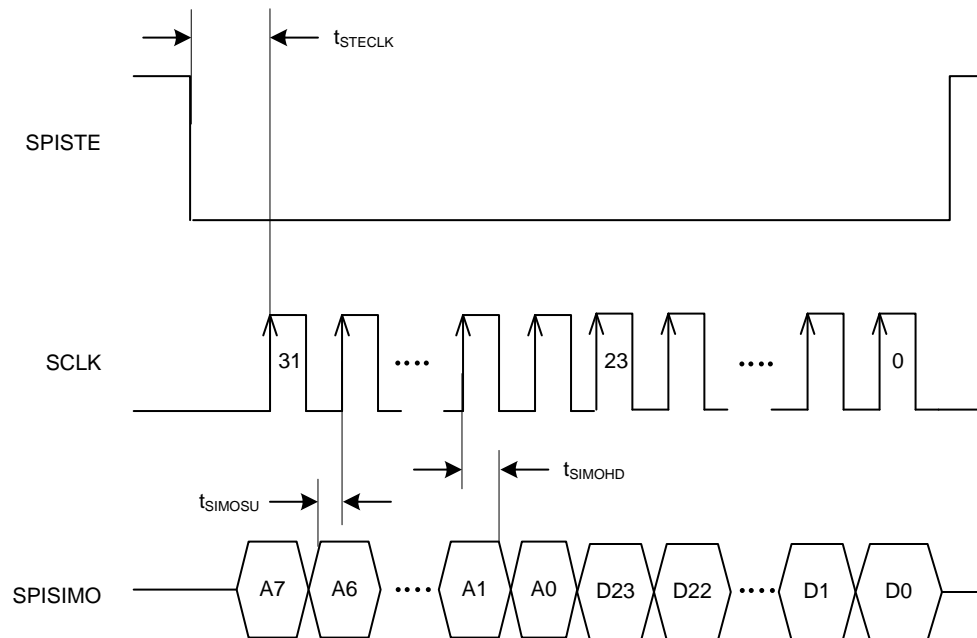 tSTECLK
SPISTE
SCLK
31
....
23
....
0
tSIMOSU
tSIMOHD
SPISIMO
A7
A6
....
A1
A0
D23
D22
....
D1
D0